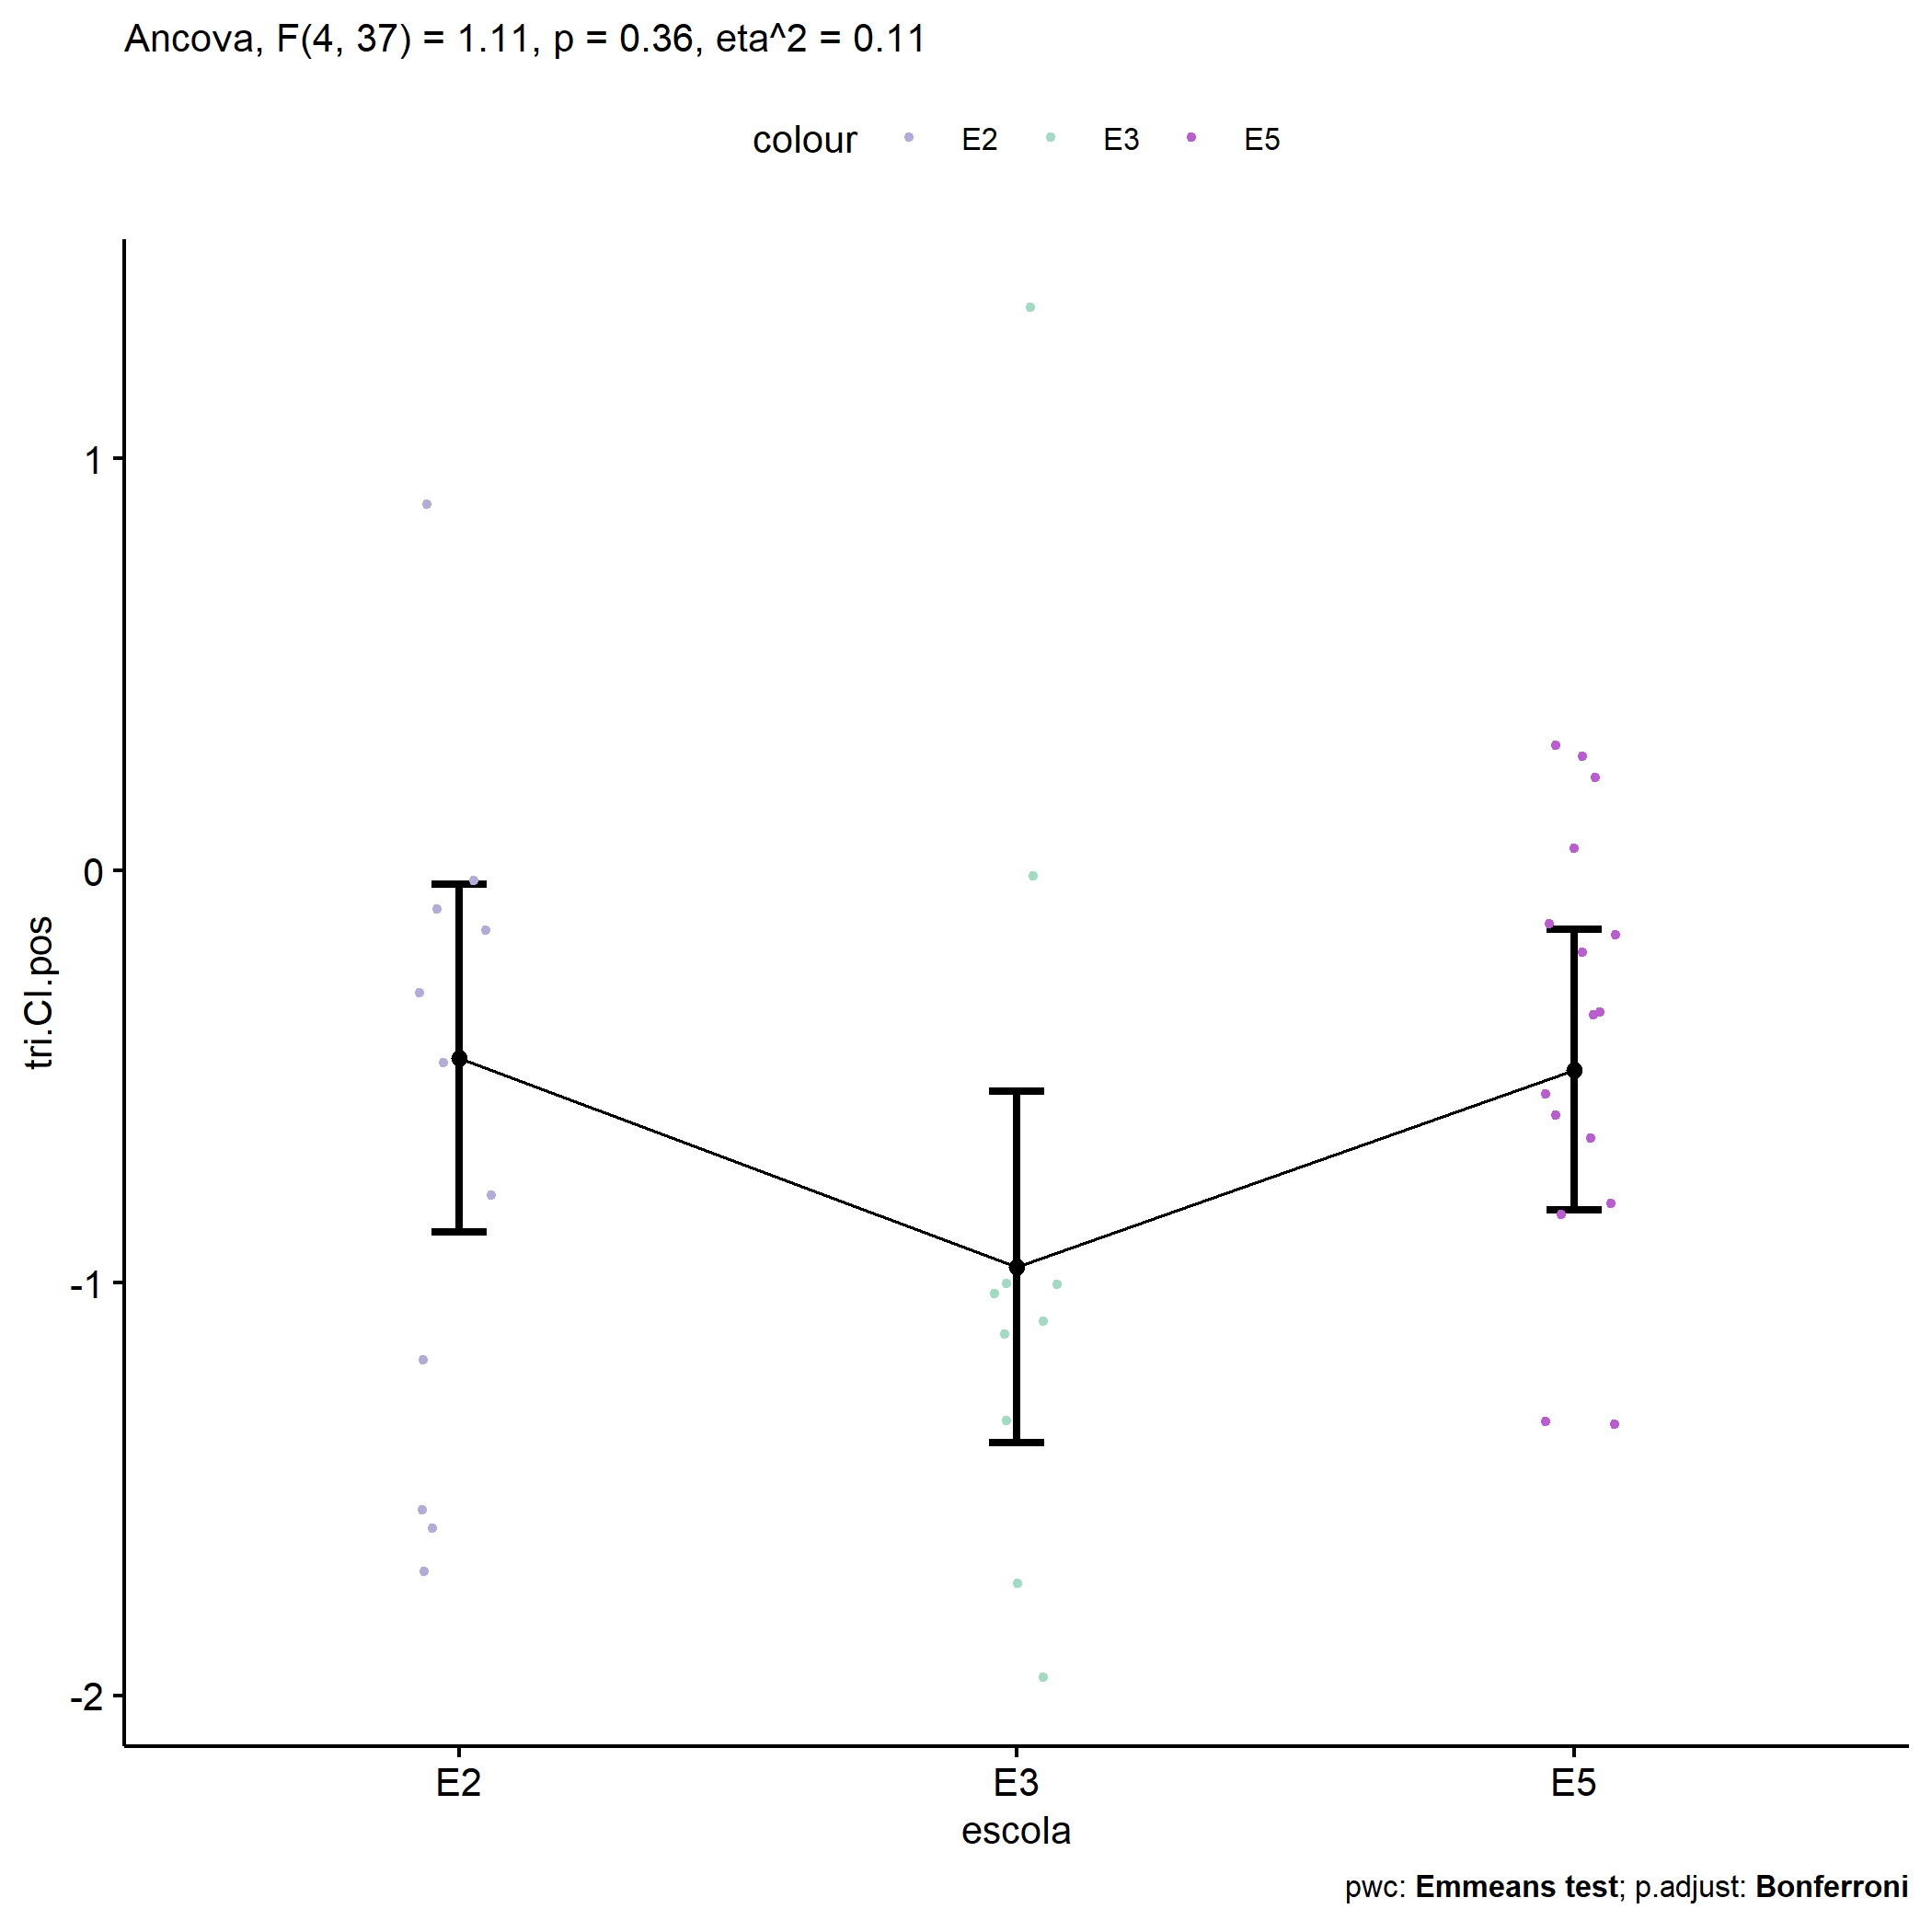 Ancova, F(4, 37) = 1.11, p = 0.36, eta^2 = 0.11
colour E2 E3 E5
1
0
-1
-2
tri.CI.pos
E2 E3 E5
escola
pwc: Emmeans test; p.adjust: Bonferroni